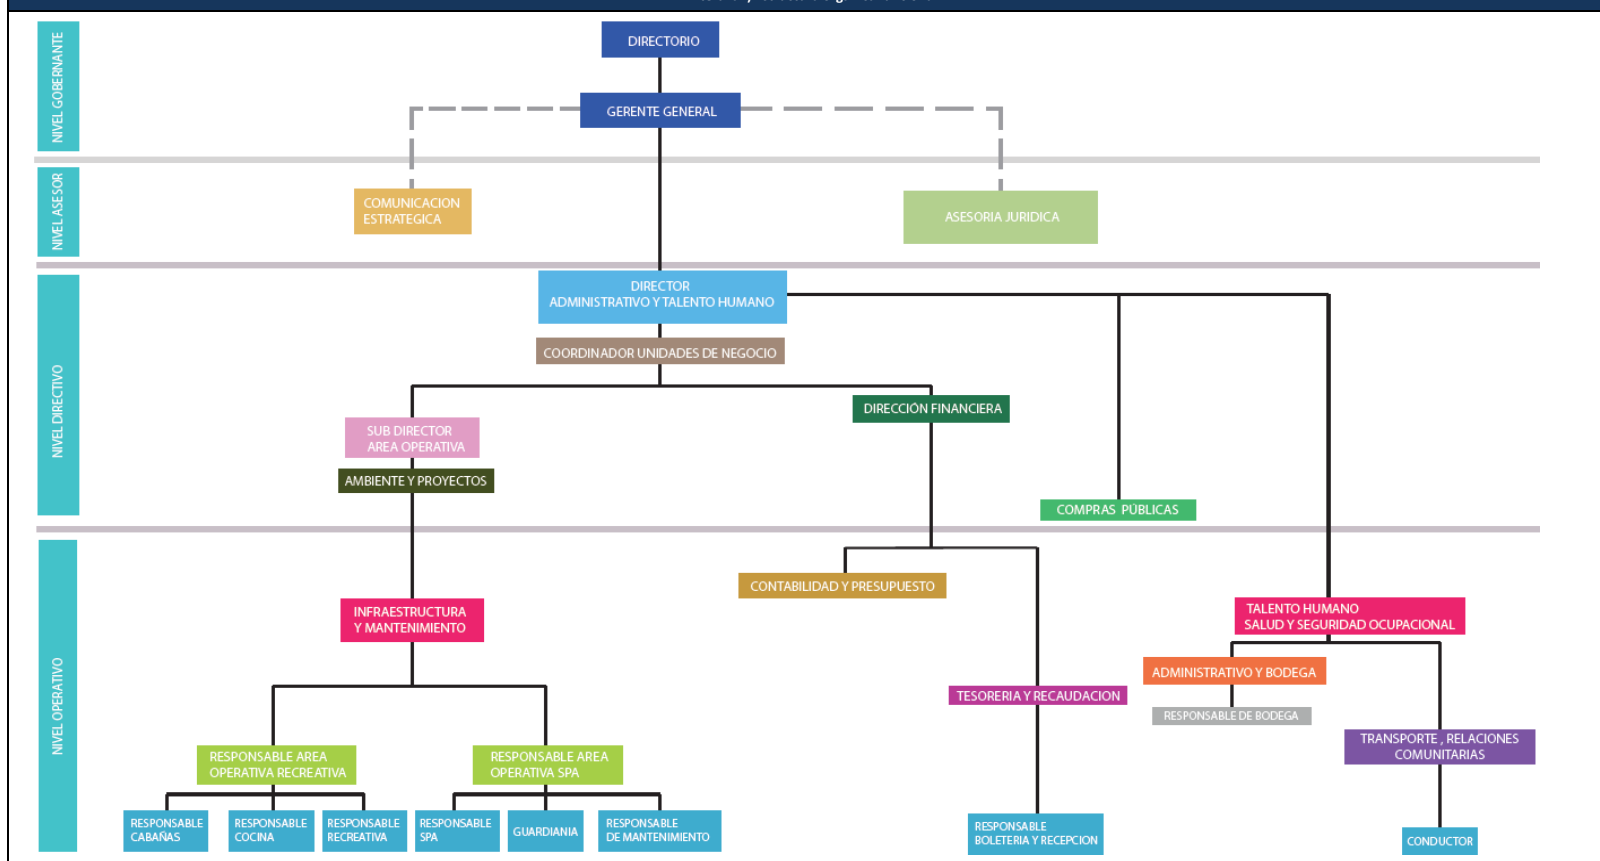 NIVEL GOBERNANTE
DIRECTORIO
GERENTE GENERAL
NIVEL ASESOR
COMUNICACION
ESTRATEGICA
ASESORIA JURIDICA
NIVEL DIRECTIVO
DIRECTOR
ADMINISTRATIVO Y TALENTO HUMANO
COORDINADOR UNIDADES DE NEGOCIO
DIRECCIÓN FINANCIERA
SUB DIRECTOR
AREA OPERATIVA
AMBIENTE Y PROYECTOS
COMPRAS PÚBLICAS
NIVEL OPERATIVO
CONTABILIDAD Y PRESUPUESTO
INFRAESTRUCTURA
Y MANTENIMIENTO
TALENTO HUMANO
SALUD Y SEGURIDAD OCUPACIONAL
ADMINISTRATIVO Y BODEGA
TESORERIA Y RECAUDACION
RESPONSABLE DE BODEGA
TRANSPORTE , RELACIONES
COMUNITARIAS
RESPONSABLE AREA
OPERATIVA RECREATIVA
RESPONSABLE AREA
OPERATIVA SPA
RESPONSABLE
CABAÑAS
RESPONSABLE
COCINA
RESPONSABLE
RECREATIVA
RESPONSABLE
SPA
GUARDIANIA
RESPONSABLE
DE MANTENIMIENTO
RESPONSABLE
BOLETERIA Y RECEPCION
CONDUCTOR